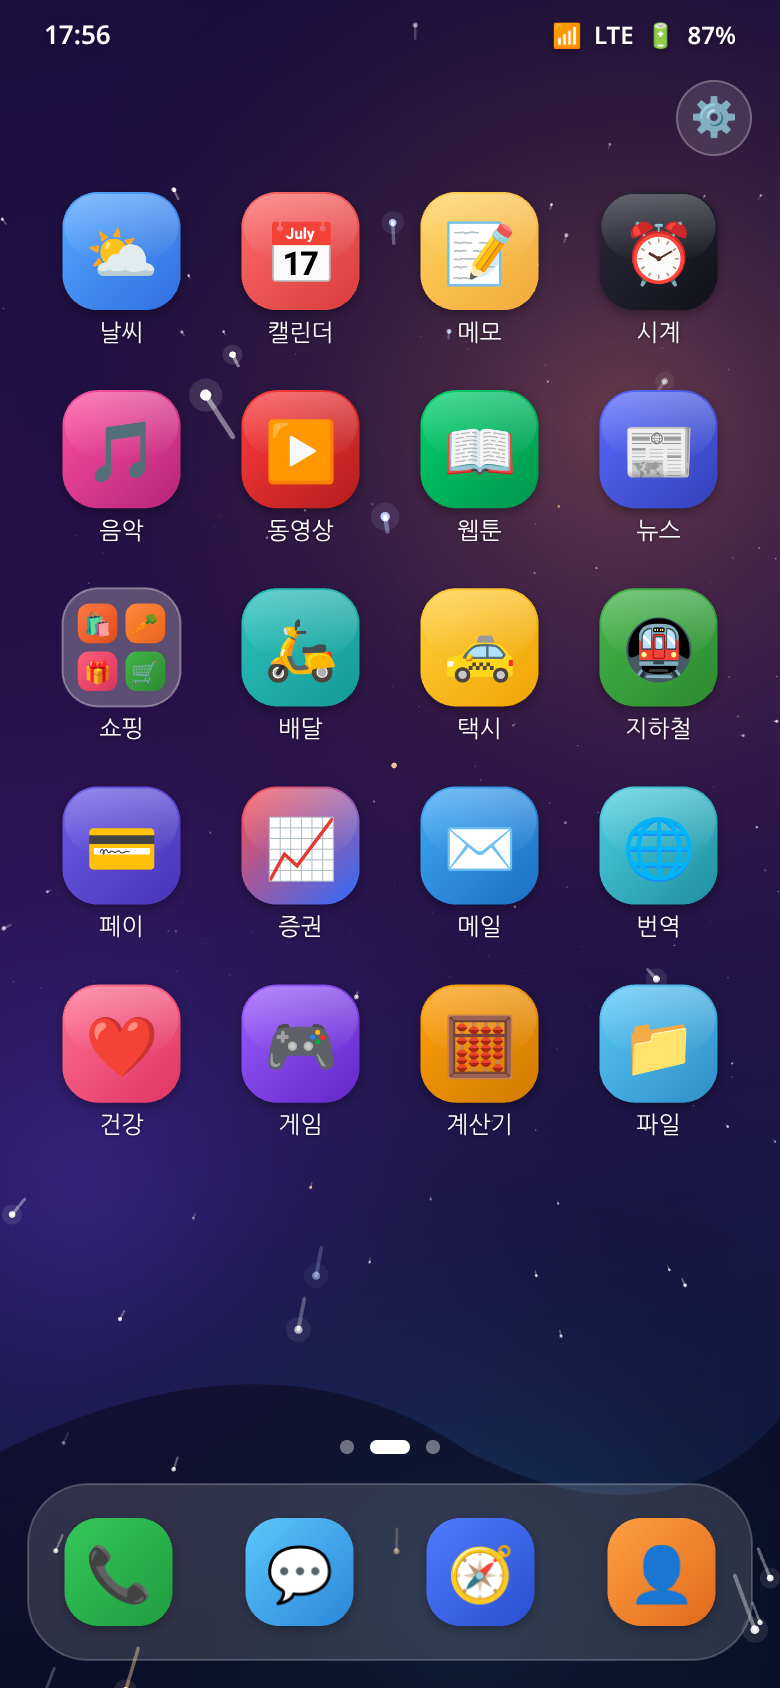 17:56 LTE 87%
July
17
날씨 캘린더 메모 시계
음악 동영상 웹툰 뉴스
쇼핑 배달 택시 지하철
페이 증권 메일 번역
건강 게임 계산기 파일